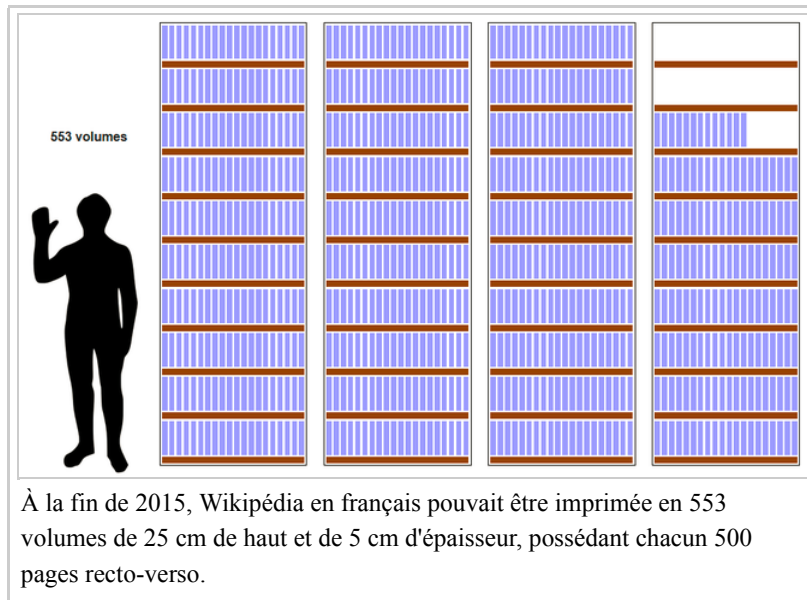 553 volumes
À la fin de 2015, Wikipédia en français pouvait être imprimée en 553
volumes de 25 cm de haut et de 5 cm d'épaisseur, possédant chacun 500
pages recto-verso.